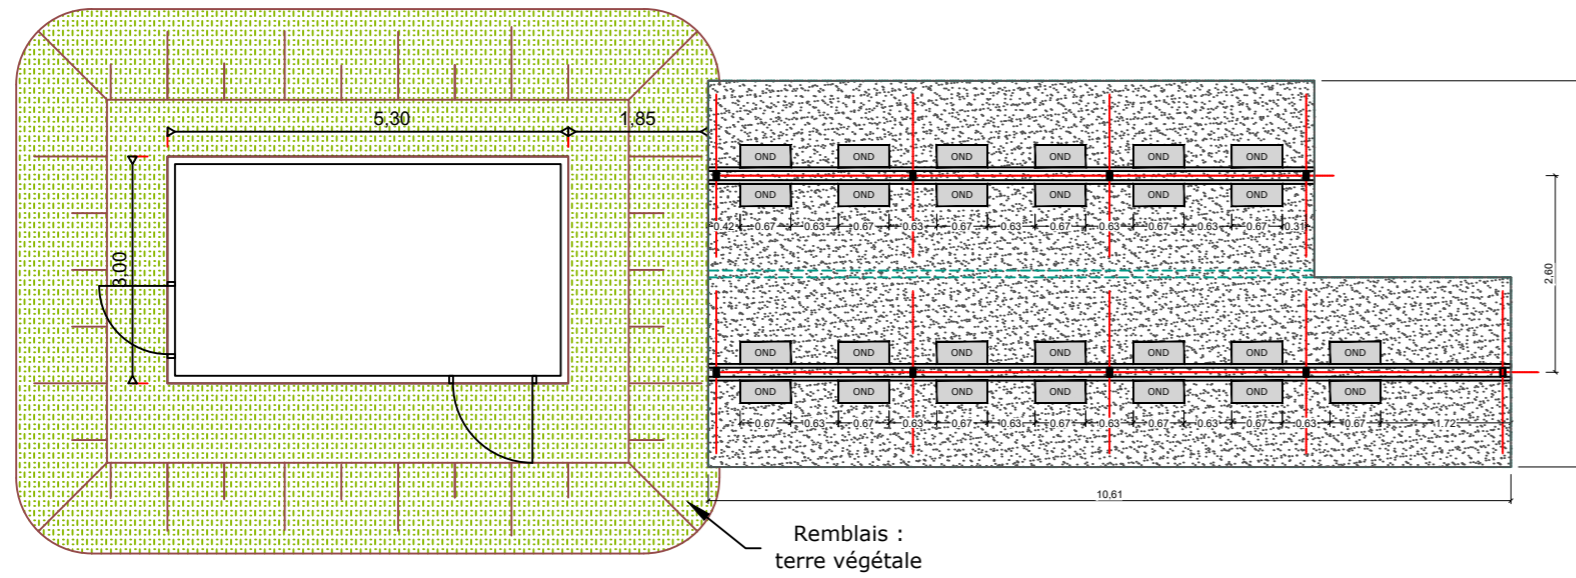 5,30
1,85
3,00
OND OND OND OND OND OND
OND OND OND OND OND OND
0.42 0.67 0.63 0.67 0.63 0.67 0.63 0.67 0.63 0.67 0.63 0.67 0.31
2,60
OND OND OND OND OND OND OND
OND OND OND OND OND OND OND
0.67 0.63 0.67 0.63 0.67 0.63 0.67 0.63 0.67 0.63 0.67 0.63 0.67 1.72
10,61
Remblais :
terre végétale